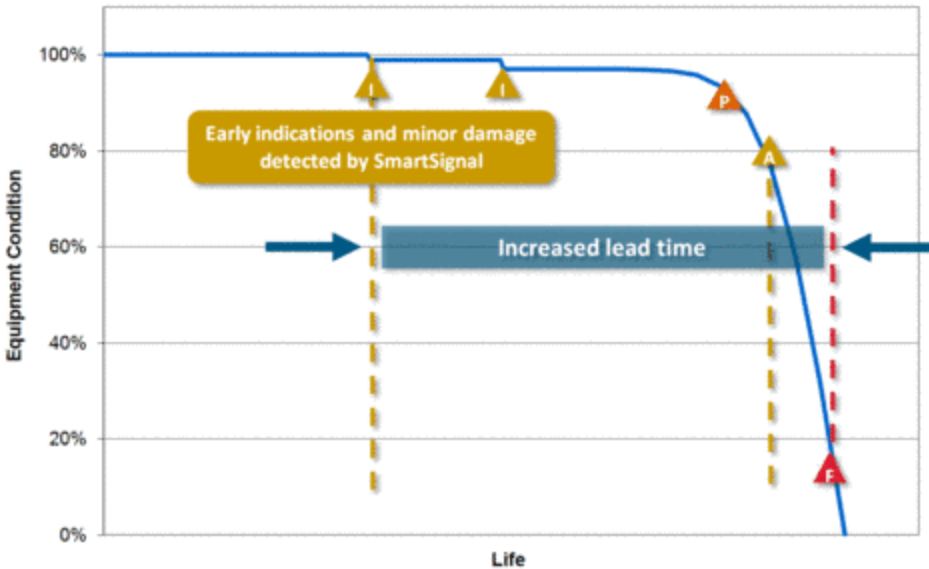 100%
80%
60%
40%
20%
0%
Equipment Condition
I
I
P
A
F
Early indications and minor damage
detected by SmartSignal
Increased lead time
Life